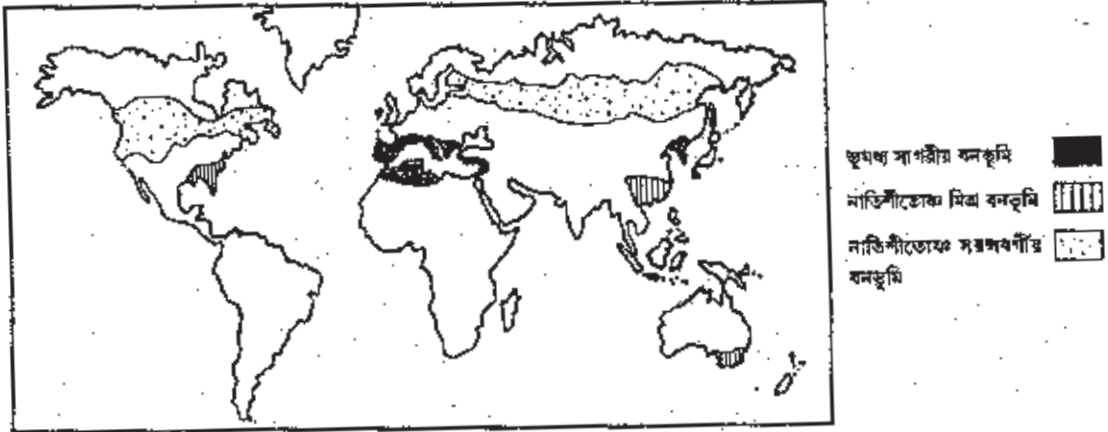 ভূমধ্য সাগরীয় বনভূমি
নাতিশীতোষ্ণ মিশ্র বনভূমি
নাতিশীতোষ্ণ সরলবর্গীয়
বনভূমি